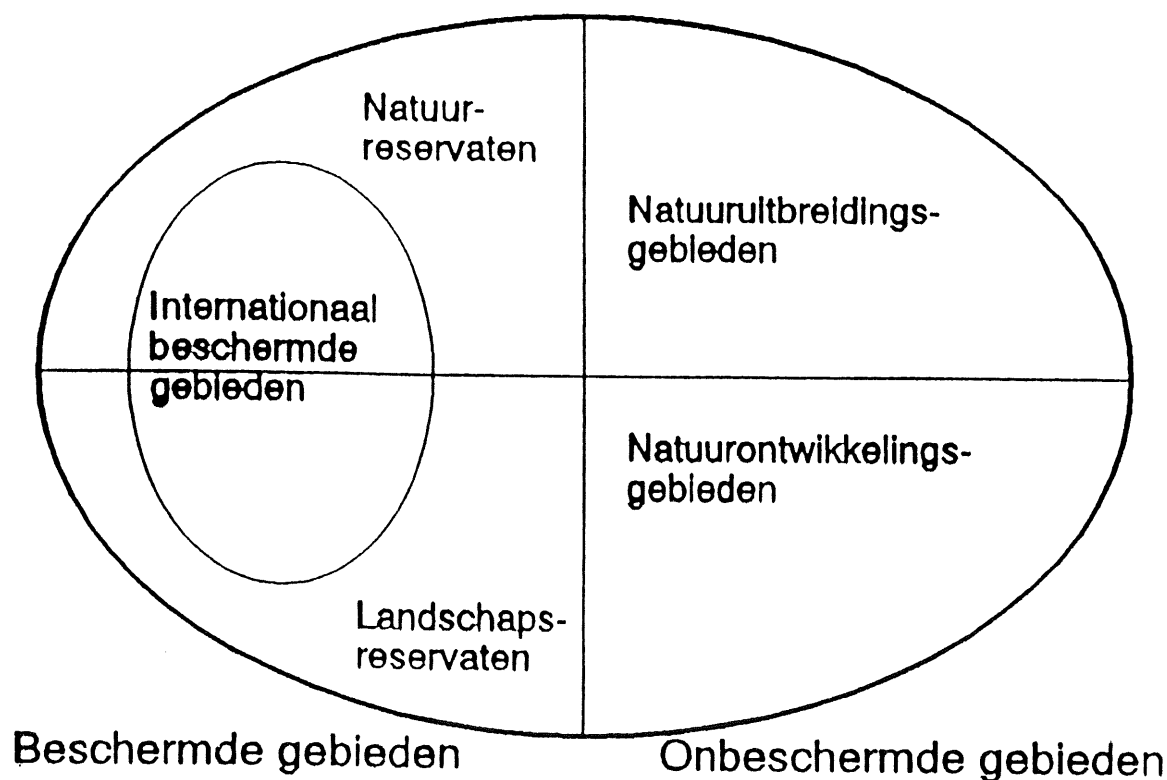 Natuur-
reservaten
Natuuruitbreidings-
gebieden
Internationaal
beschermde
gebieden
Natuurontwikkelings-
gebieden
Landschaps-
reservaten
Beschermde gebieden
Onbeschermde gebieden